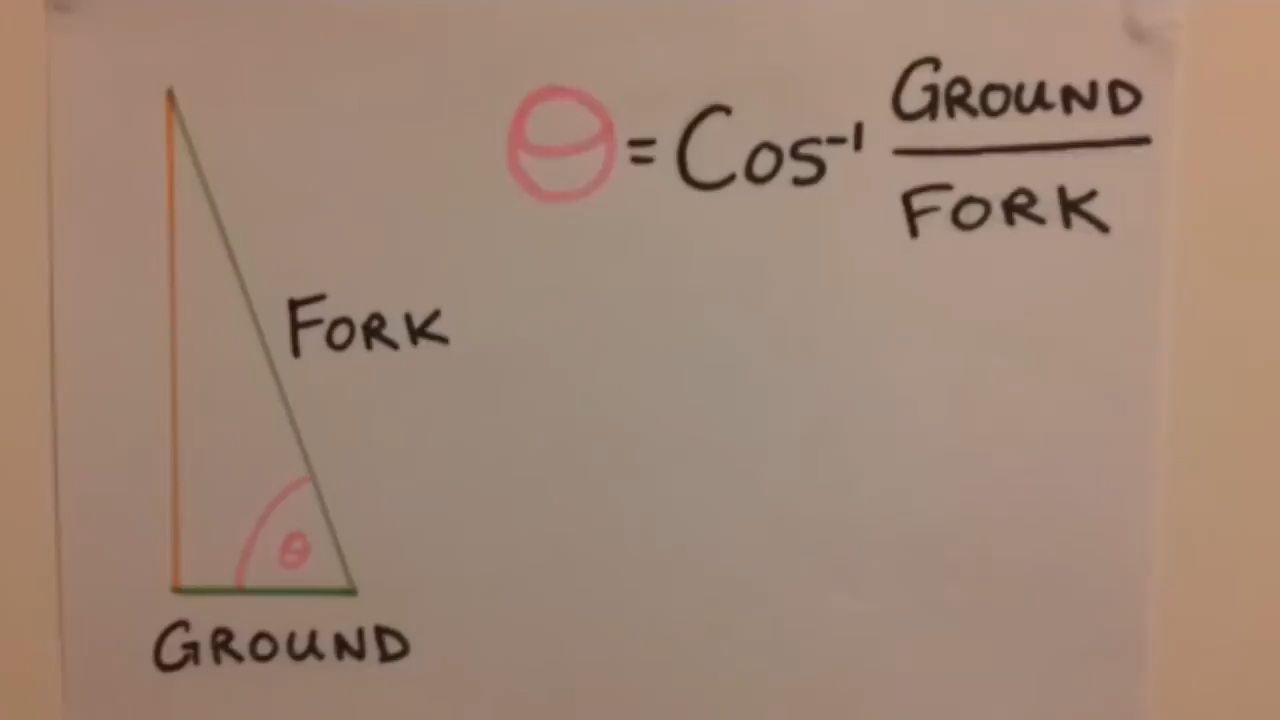 θ = Cos⁻¹ GROUND
FORK
FORK
θ
GROUND